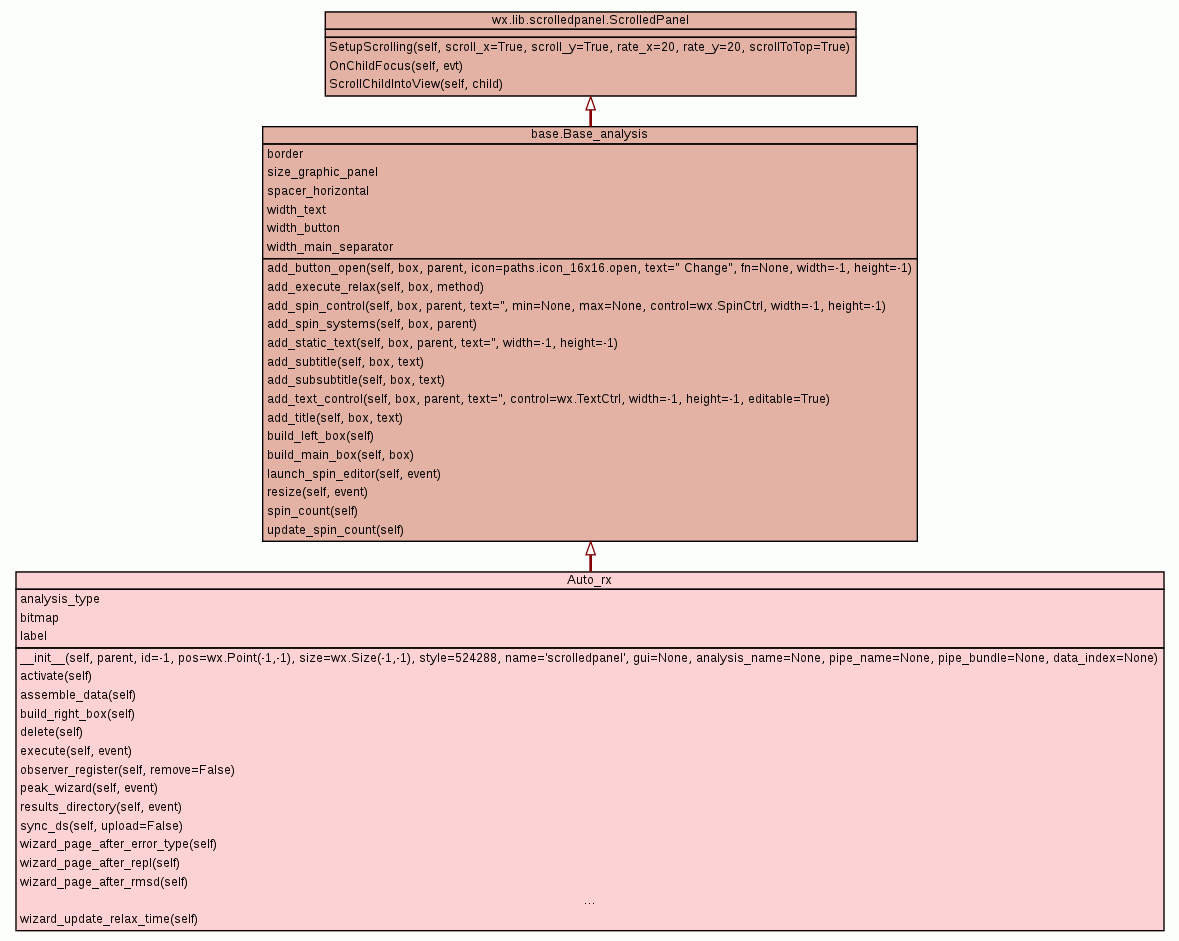 wx.lib.scrolledpanel.ScrolledPanel
SetupScrolling(self, scroll_x=True, scroll_y=True, rate_x=20, rate_y=20, scrollToTop=True)
OnChildFocus(self, evt)
ScrollChildIntoView(self, child)
base.Base_analysis
border
size_graphic_panel
spacer_horizontal
width_text
width_button
width_main_separator
add_button_open(self, box, parent, icon=paths.icon_16x16.open, text=" Change", fn=None, width=-1, height=-1)
add_execute_relax(self, box, method)
add_spin_control(self, box, parent, text='', min=None, max=None, control=wx.SpinCtrl, width=-1, height=-1)
add_spin_systems(self, box, parent)
add_static_text(self, box, parent, text='', width=-1, height=-1)
add_subtitle(self, box, text)
add_subsubtitle(self, box, text)
add_text_control(self, box, parent, text='', control=wx.TextCtrl, width=-1, height=-1, editable=True)
add_title(self, box, text)
build_left_box(self)
build_main_box(self, box)
launch_spin_editor(self, event)
resize(self, event)
spin_count(self)
update_spin_count(self)
Auto_rx
analysis_type
bitmap
label
__init__(self, parent, id=-1, pos=wx.Point(-1,-1), size=wx.Size(-1,-1), style=524288, name='scrolledpanel', gui=None, analysis_name=None, pipe_name=None, pipe_bundle=None, data_index=None)
activate(self)
assemble_data(self)
build_right_box(self)
delete(self)
execute(self, event)
observer_register(self, remove=False)
peak_wizard(self, event)
results_directory(self, event)
sync_ds(self, upload=False)
wizard_page_after_error_type(self)
wizard_page_after_repl(self)
wizard_page_after_rmsd(self)
...
wizard_update_relax_time(self)